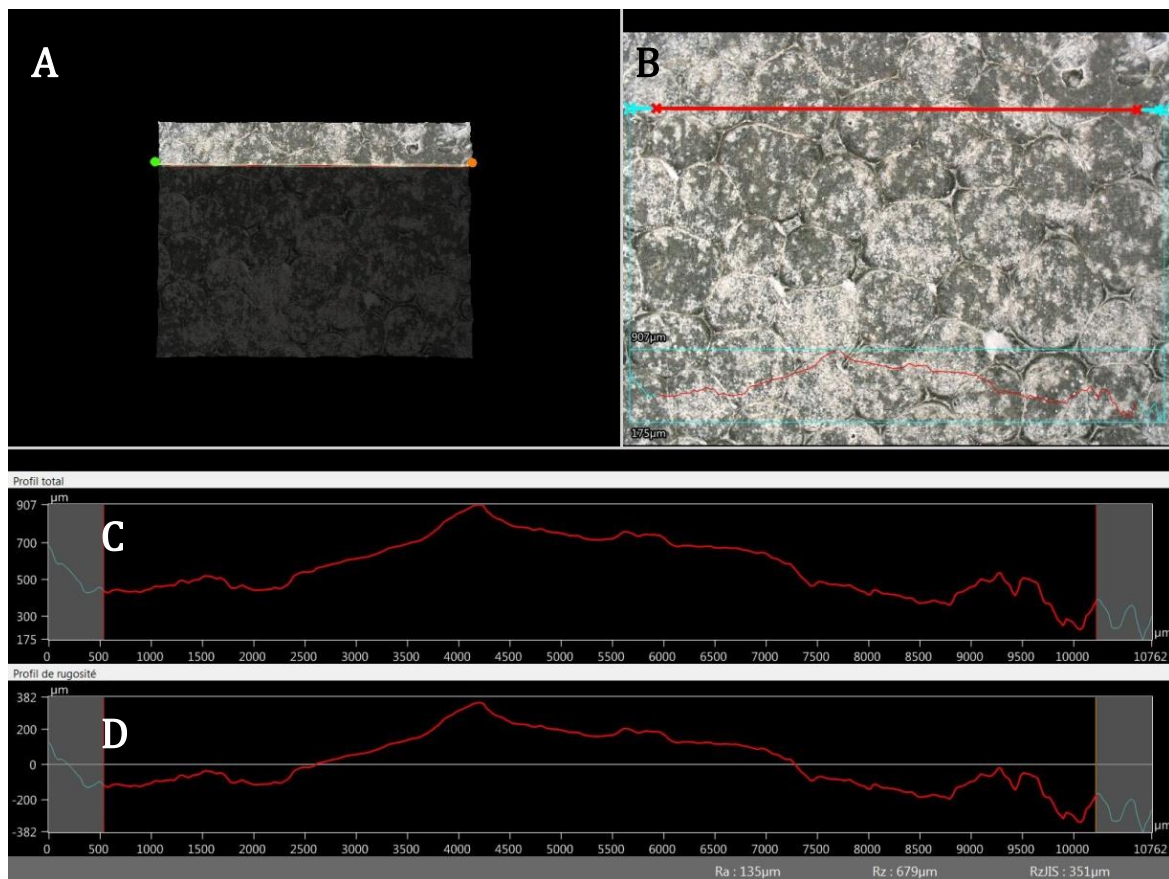 A
B
907µm
175µm
Profil total
µm
907
700
500
300
175
C
µm
0 500 1000 1500 2000 2500 3000 3500 4000 4500 5000 5500 6000 6500 7000 7500 8000 8500 9000 9500 10000 10762
Profil de rugosité
µm
382
200
0
-200
-382
D
µm
0 500 1000 1500 2000 2500 3000 3500 4000 4500 5000 5500 6000 6500 7000 7500 8000 8500 9000 9500 10000 10762
Ra : 135µm Rz : 679µm RzJIS : 351µm